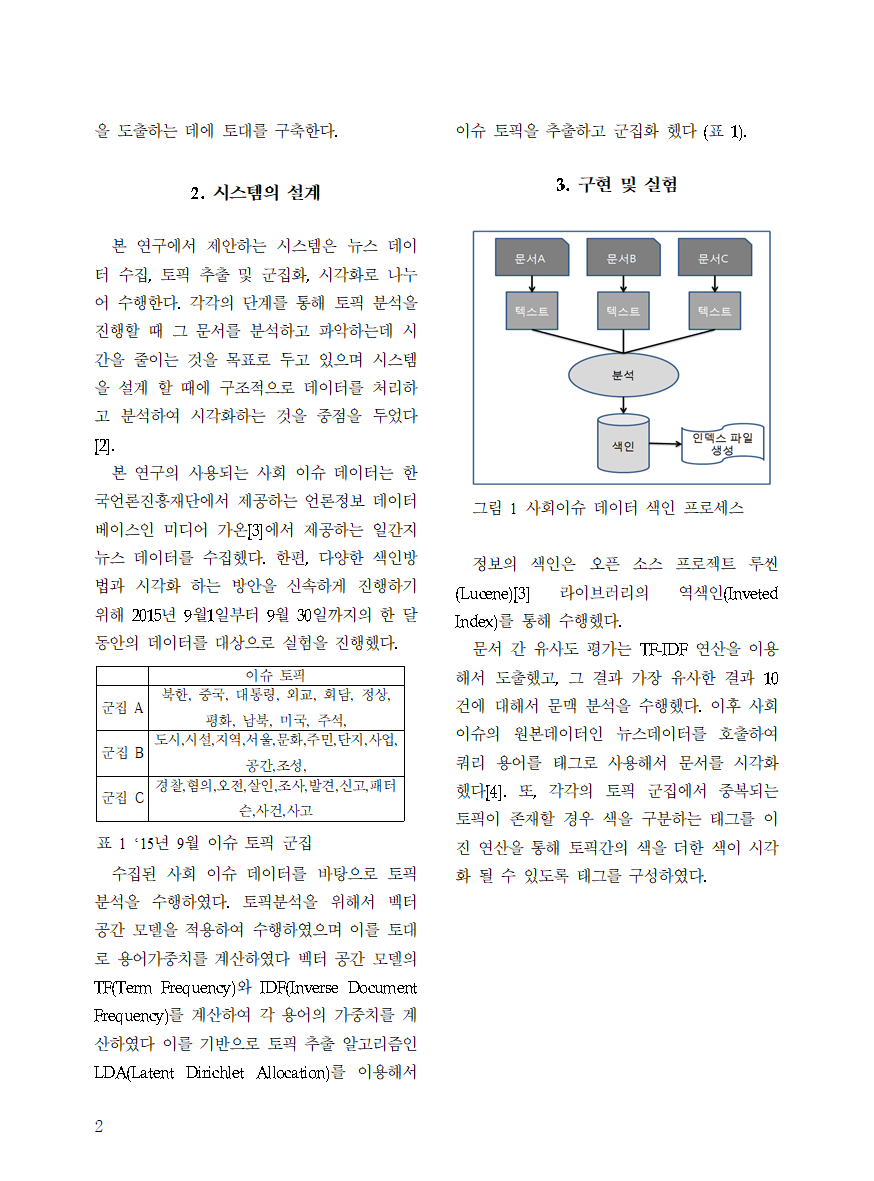 을 도출하는 데에 토대를 구축한다.
2. 시스템의 설계
본 연구에서 제안하는 시스템은 뉴스 데이
터 수집, 토픽 추출 및 군집화, 시각화로 나누
어 수행한다. 각각의 단계를 통해 토픽 분석을
진행할 때 그 문서를 분석하고 파악하는데 시
간을 줄이는 것을 목표로 두고 있으며 시스템
을 설계 할 때에 구조적으로 데이터를 처리하
고 분석하여 시각화하는 것을 중점을 두었다
[2].
본 연구의 사용되는 사회 이슈 데이터는 한
국언론진흥재단에서 제공하는 언론정보 데이터
베이스인 미디어 가온[3]에서 제공하는 일간지
뉴스 데이터를 수집했다. 한편, 다양한 색인방
법과 시각화 하는 방안을 신속하게 진행하기
위해 2015년 9월1일부터 9월 30일까지의 한 달
동안의 데이터를 대상으로 실험을 진행했다.
이슈 토픽
군집 A 북한, 중국, 대통령, 외교, 회담, 정상,
평화, 남북, 미국, 주석,
군집 B 도시,시설,지역,서울,문화,주민,단지,사업,
공간,조성,
군집 C 경찰,혐의,오전,살인,조사,발견,신고,패터
슨,사건,사고
표 1 ‘15년 9월 이슈 토픽 군집
수집된 사회 이슈 데이터를 바탕으로 토픽
분석을 수행하였다. 토픽분석을 위해서 벡터
공간 모델을 적용하여 수행하였으며 이를 토대
로 용어가중치를 계산하였다 벡터 공간 모델의
TF(Term Frequency)와 IDF(Inverse Document
Frequency)를 계산하여 각 용어의 가중치를 계
산하였다 이를 기반으로 토픽 추출 알고리즘인
LDA(Latent Dirichlet Allocation)를 이용해서
이슈 토픽을 추출하고 군집화 했다 (표 1).
3. 구현 및 실험
문서A 문서B 문서C
텍스트 텍스트 텍스트
분석
색인
인덱스 파일
생성
그림 1 사회이슈 데이터 색인 프로세스
정보의 색인은 오픈 소스 프로젝트 루씬
(Lucene)[3] 라이브러리의 역색인(Inveted
Index)를 통해 수행했다.
문서 간 유사도 평가는 TF-IDF 연산을 이용
해서 도출했고, 그 결과 가장 유사한 결과 10
건에 대해서 문맥 분석을 수행했다. 이후 사회
이슈의 원본데이터인 뉴스데이터를 호출하여
쿼리 용어를 태그로 사용해서 문서를 시각화
했다[4]. 또, 각각의 토픽 군집에서 중복되는
토픽이 존재할 경우 색을 구분하는 태그를 이
진 연산을 통해 토픽간의 색을 더한 색이 시각
화 될 수 있도록 태그를 구성하였다.
2